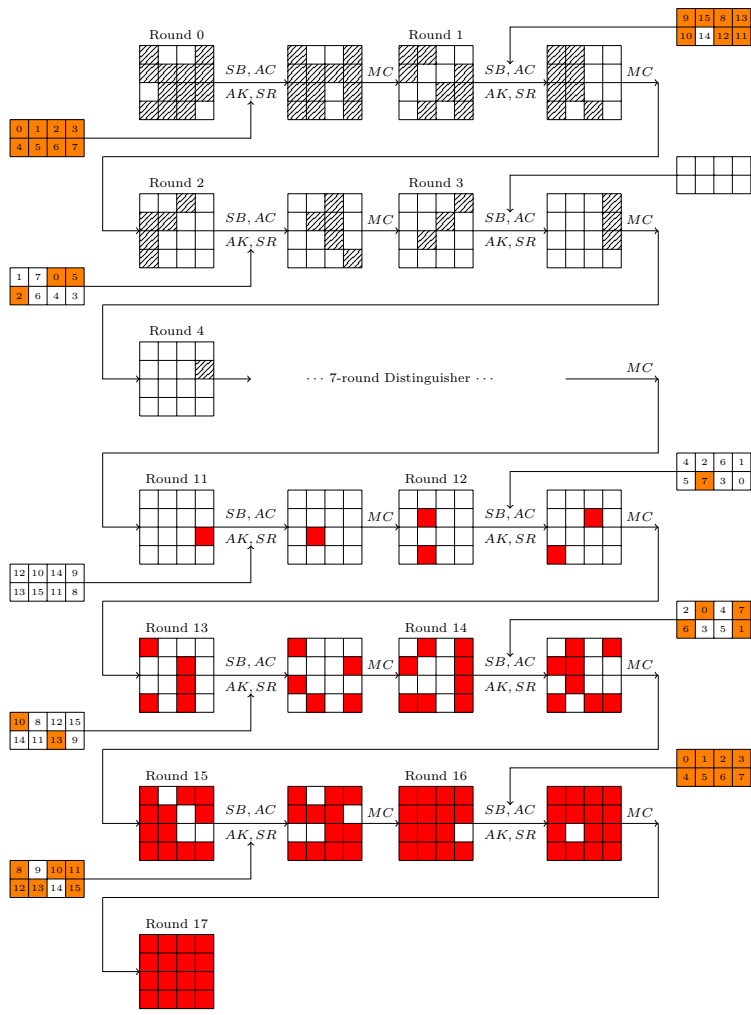 9 15 8 13
10 14 12 11
Round 0
Round 1
SB, AC
MC
SB, AC
MC
AK, SR
AK, SR
0 1 2 3
4 5 6 7
Round 2
Round 3
SB, AC
MC
SB, AC
MC
AK, SR
AK, SR
1 7 0 5
2 6 4 3
Round 4
··· 7-round Distinguisher ···
MC
4 2 6 1
5 7 3 0
Round 11
Round 12
SB, AC
MC
SB, AC
MC
AK, SR
AK, SR
12 10 14 9
13 15 11 8
2 0 4 7
6 3 5 1
Round 13
Round 14
SB, AC
MC
SB, AC
MC
AK, SR
AK, SR
10 8 12 15
14 11 13 9
0 1 2 3
4 5 6 7
Round 15
Round 16
SB, AC
MC
SB, AC
MC
AK, SR
AK, SR
8 9 10 11
12 13 14 15
Round 17